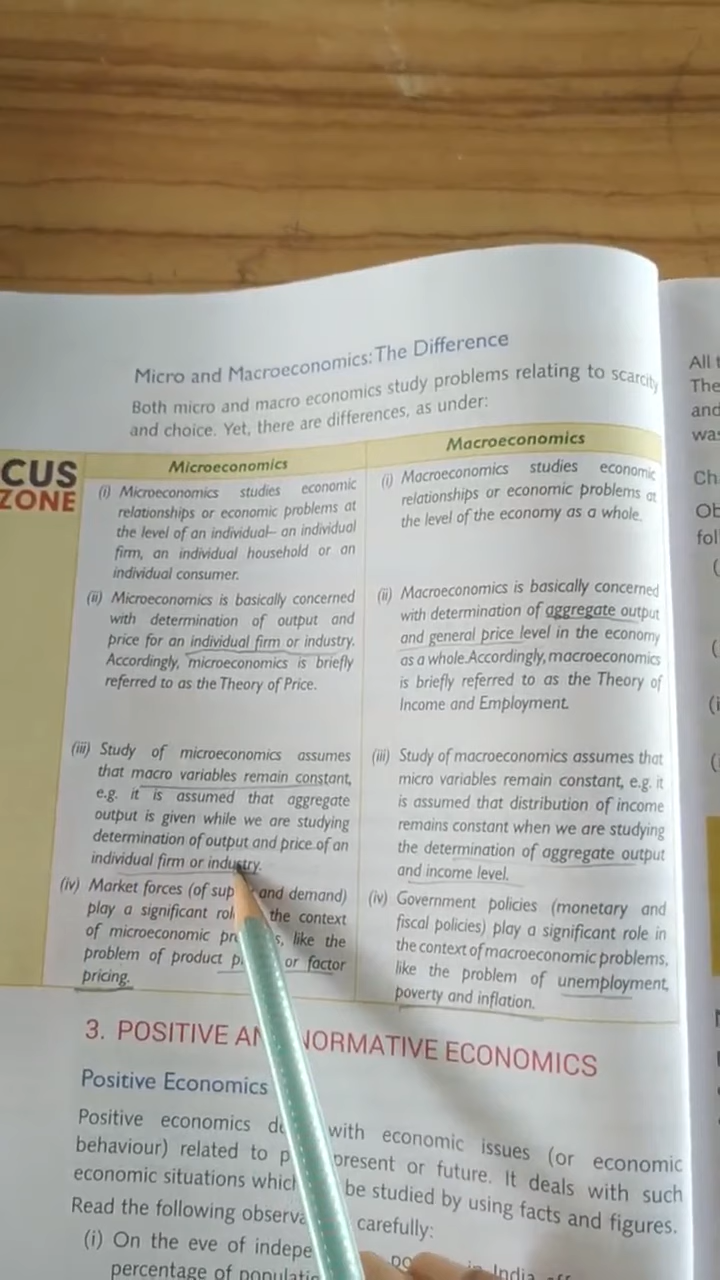 Micro and Macroeconomics: The Difference
Both micro and macro economics study problems relating to scarcity
and choice. Yet, there are differences, as under:
CUS
ZONE
Microeconomics
(i) Microeconomics studies economic
relationships or economic problems at
the level of an individual– an individual
firm, an individual household or an
individual consumer.
(ii) Microeconomics is basically concerned
with determination of output and
price for an individual firm or industry.
Accordingly, microeconomics is briefly
referred to as the Theory of Price.
(iii) Study of microeconomics assumes
that macro variables remain constant,
e.g. it is assumed that aggregate
output is given while we are studying
determination of output and price of an
individual firm or industry.
(iv) Market forces (of and demand)
play a significant the context
of microeconomic like the
problem of product or factor
pricing.
Macroeconomics
(i) Macroeconomics studies economic
relationships or economic problems at
the level of the economy as a whole.
(ii) Macroeconomics is basically concerned
with determination of aggregate output
and general price level in the economy
as a whole. Accordingly, macroeconomics
is briefly referred to as the Theory of
Income and Employment.
(iii) Study of macroeconomics assumes that
micro variables remain constant, e.g. it
is assumed that distribution of income
remains constant when we are studying
the determination of aggregate output
and income level.
(iv) Government policies (monetary and
fiscal policies) play a significant role in
the context of macroeconomic problems,
like the problem of unemployment,
poverty and inflation.
3. POSITIVE NORMATIVE ECONOMICS
Positive Economics
Positive economics with economic issues (or economic
behaviour) related to present or future. It deals with such
economic situations be studied by using facts and figures.
Read the following carefully:
(i) On the eve of in India
percentage of
All
The
and
was